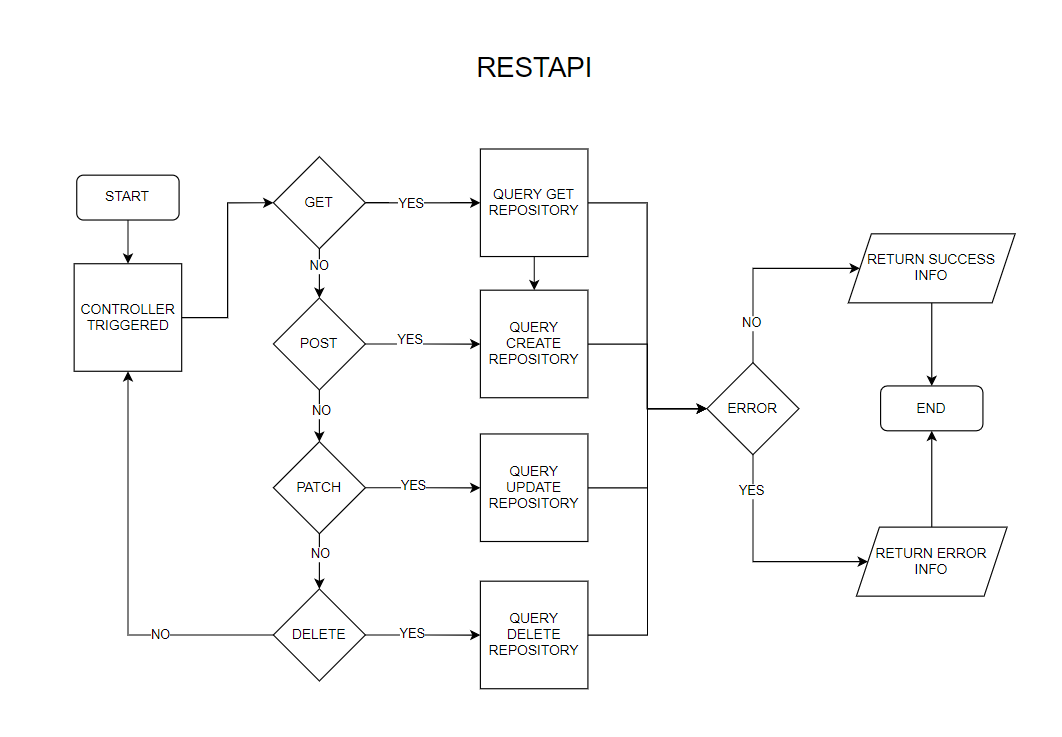 RESTAPI
START
CONTROLLER
TRIGGERED
GET
YES
QUERY GET
REPOSITORY
NO
POST
YES
QUERY
CREATE
REPOSITORY
NO
PATCH
YES
QUERY
UPDATE
REPOSITORY
NO
DELETE
YES
QUERY
DELETE
REPOSITORY
NO
ERROR
NO
RETURN SUCCESS
INFO
END
YES
RETURN ERROR
INFO